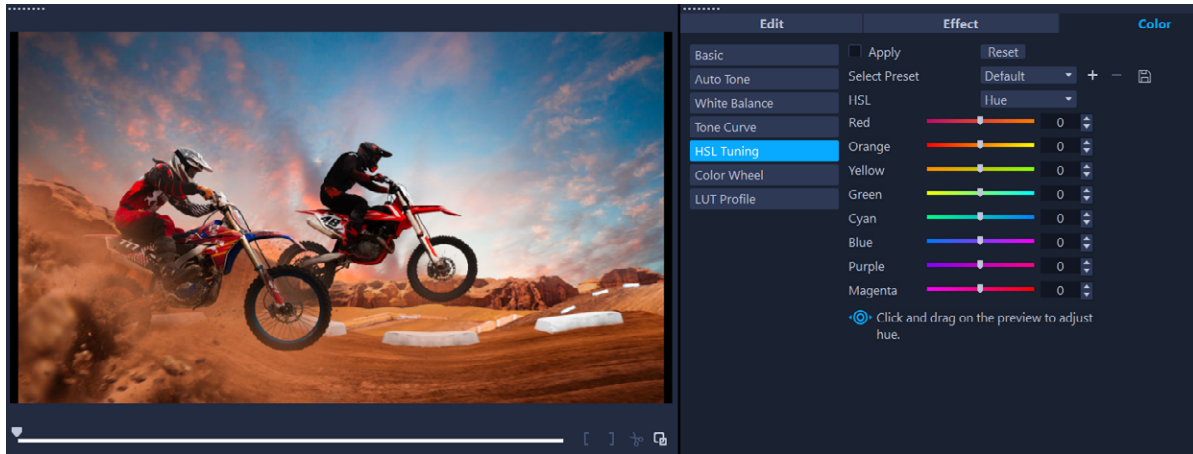 Edit Effect Color
Basic
Auto Tone
White Balance
Tone Curve
HSL Tuning
Color Wheel
LUT Profile
Apply Reset
Select Preset Default
HSL Hue
Red 0
Orange 0
Yellow 0
Green 0
Cyan 0
Blue 0
Purple 0
Magenta 0
Click and drag on the preview to adjust
hue.